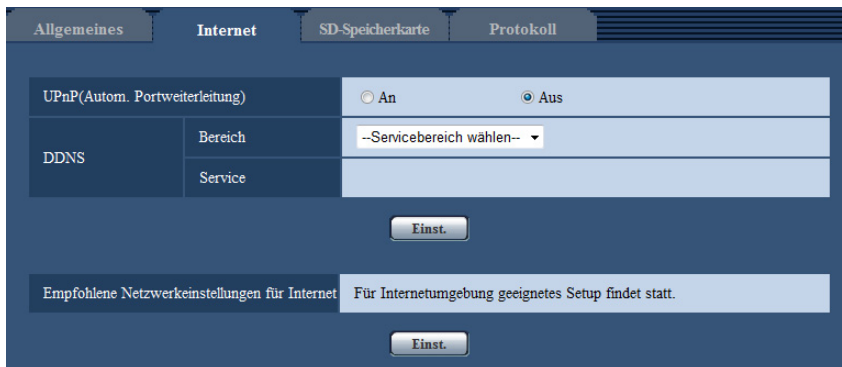 Allgemeines Internet SD-Speicherkarte Protokoll
UPnP(Autom. Portweiterleitung) An Aus
DDNS
Bereich --Servicebereich wählen--
Service
Einst.
Empfohlene Netzwerkeinstellungen für Internet Für Internetumgebung geeignetes Setup findet statt.
Einst.